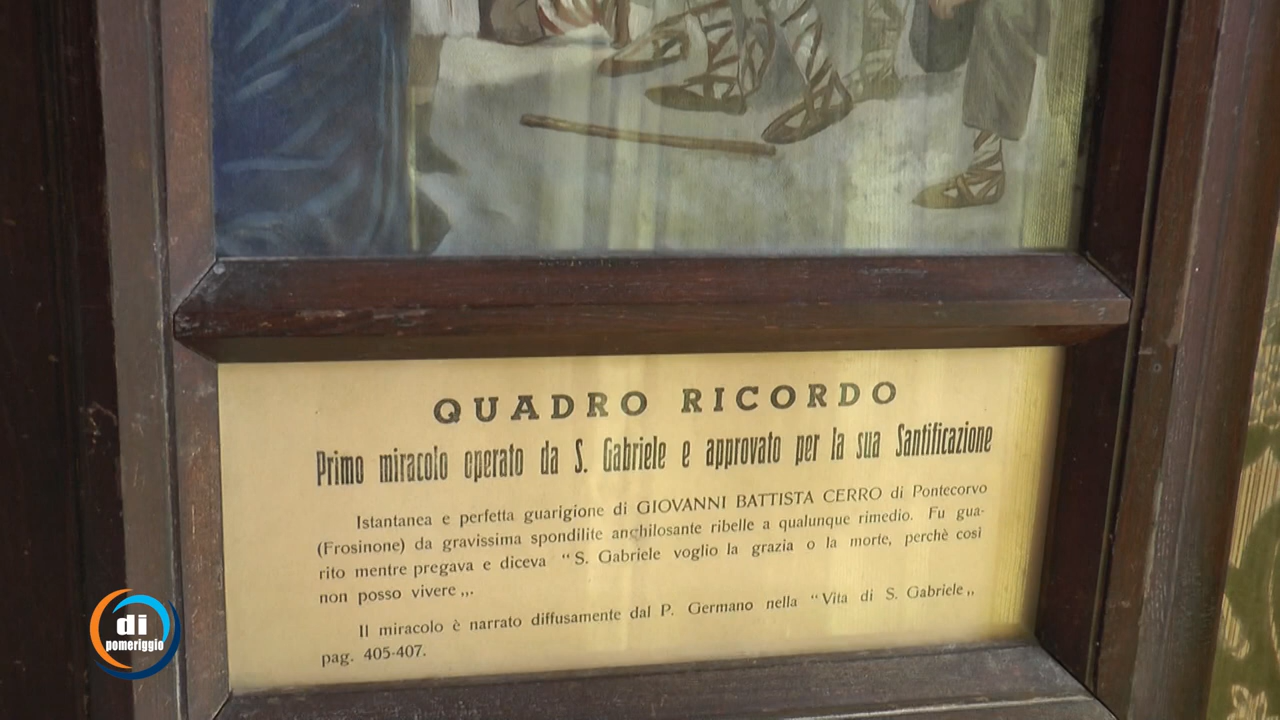 QUADRO RICORDO
Primo miracolo operato da S. Gabriele e approvato per la sua Santificazione
Istantanea e perfetta guarigione di GIOVANNI BATTISTA CERRO di Pontecorvo
(Frosinone) da gravissima spondilite anchilosante ribelle a qualunque rimedio. Fu gua-
rito mentre pregava e diceva “S. Gabriele voglio la grazia o la morte, perchè così
non posso vivere„.
Il miracolo è narrato diffusamente dal P. Germano nella “Vita di S. Gabriele„
pag. 405-407.
di
pomeriggio